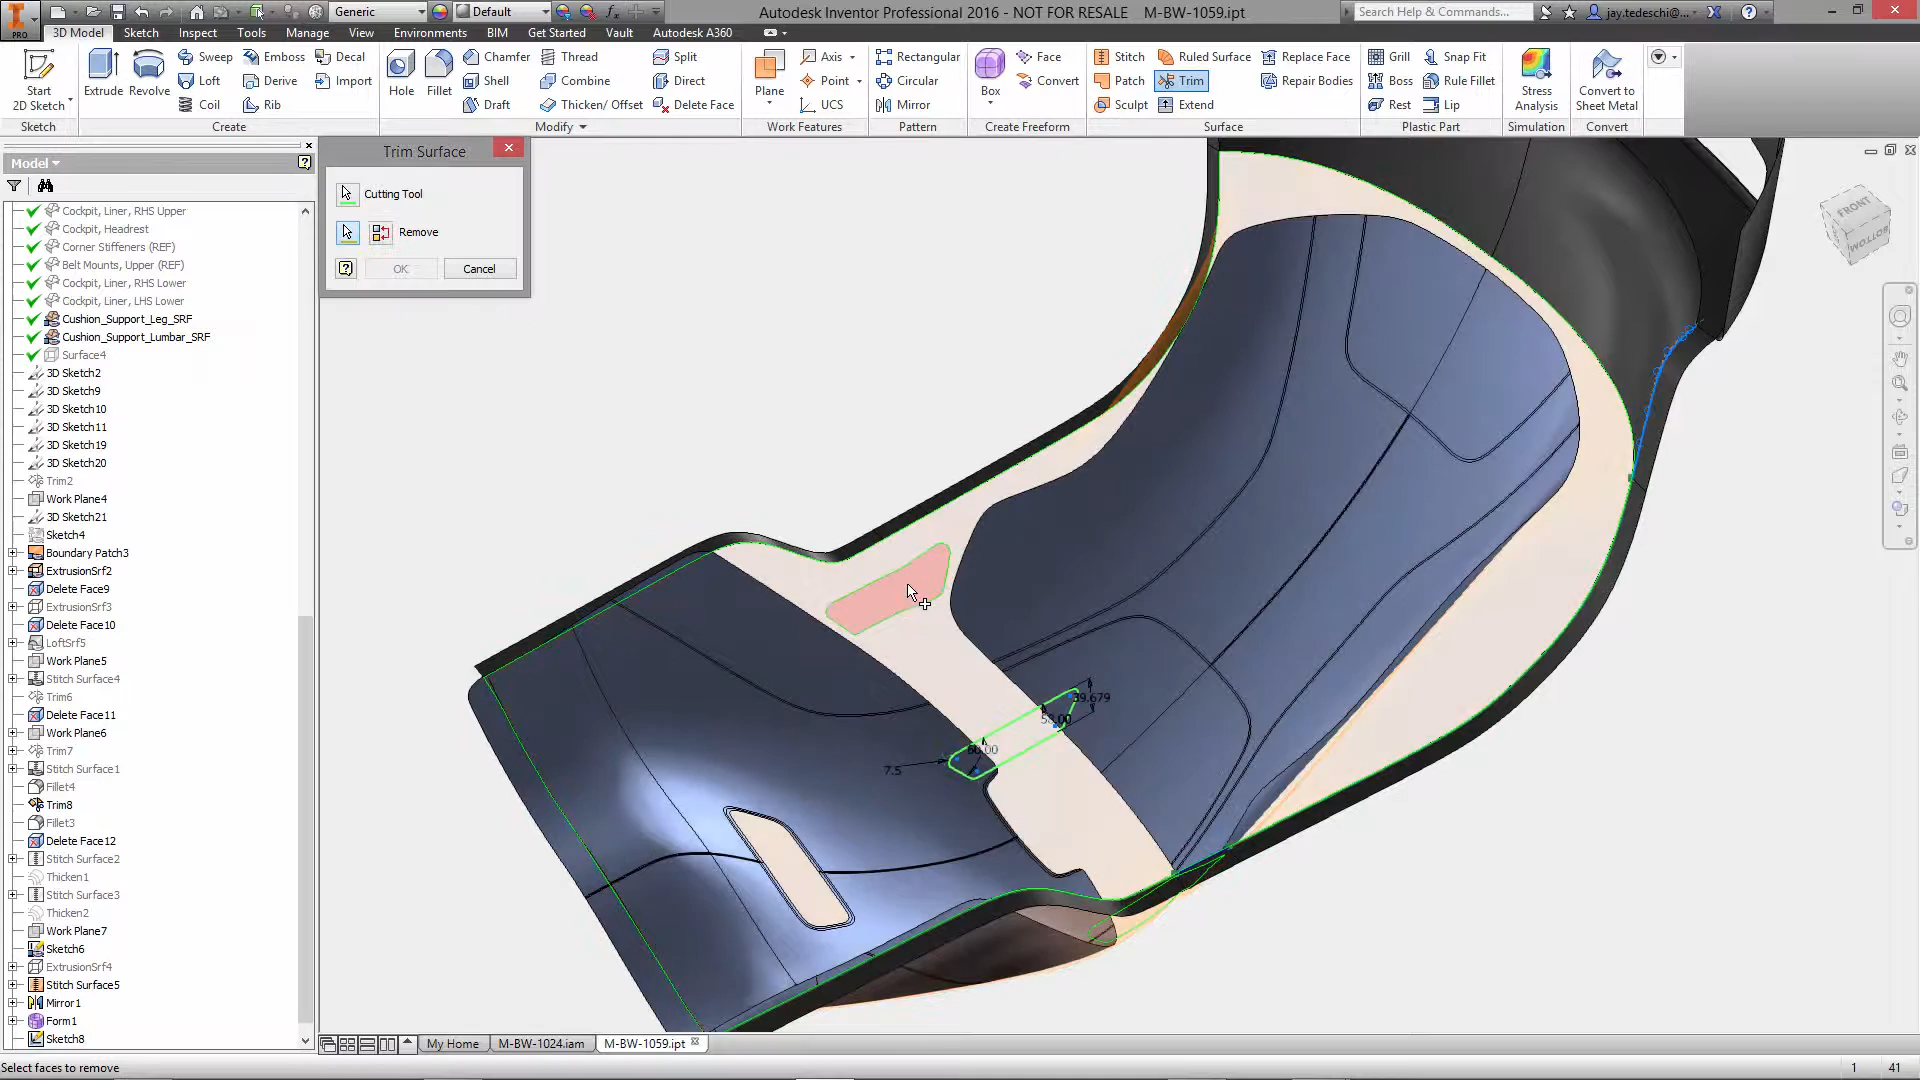 Generic
Default
Autodesk Inventor Professional 2016 - NOT FOR RESALE M-BW-1059.ipt
Search Help & Commands...
jay.tedeschi@...
PRO
3D Model Sketch Inspect Tools Manage View Environments BIM Get Started Vault Autodesk A360
Start
2D Sketch
Extrude
Revolve
Sweep
Loft
Coil
Emboss
Derive
Rib
Decal
Import
Hole
Fillet
Chamfer
Shell
Draft
Thread
Combine
Thicken/ Offset
Split
Direct
Delete Face
Plane
Axis
Point
UCS
Rectangular
Circular
Mirror
Box
Face
Convert
Stitch
Patch
Sculpt
Ruled Surface
Trim
Extend
Replace Face
Repair Bodies
Grill
Boss
Rest
Snap Fit
Rule Fillet
Lip
Stress
Analysis
Convert to
Sheet Metal
Sketch Create Modify Work Features Pattern Create Freeform Surface Plastic Part Simulation Convert
Model
Cockpit, Liner, RHS Upper
Cockpit, Headrest
Corner Stiffeners (REF)
Belt Mounts, Upper (REF)
Cockpit, Liner, RHS Lower
Cockpit, Liner, LHS Lower
Cushion_Support_Leg_SRF
Cushion_Support_Lumbar_SRF
Surface4
3D Sketch2
3D Sketch9
3D Sketch10
3D Sketch11
3D Sketch19
3D Sketch20
Trim2
Work Plane4
3D Sketch21
Sketch4
Boundary Patch3
ExtrusionSrf2
Delete Face9
ExtrusionSrf3
Delete Face10
LoftSrf5
Work Plane5
Stitch Surface4
Trim6
Delete Face11
Work Plane6
Trim7
Stitch Surface1
Fillet4
Trim8
Fillet3
Delete Face12
Stitch Surface2
Thicken1
Stitch Surface3
Thicken2
Work Plane7
Sketch6
ExtrusionSrf4
Stitch Surface5
Mirror1
Form1
Sketch8
Trim Surface
Cutting Tool
Remove
OK
Cancel
FRONT
BOTTOM
39.679
60.00
7.5
My Home
M-BW-1024.iam
M-BW-1059.ipt
Select faces to remove
1 41